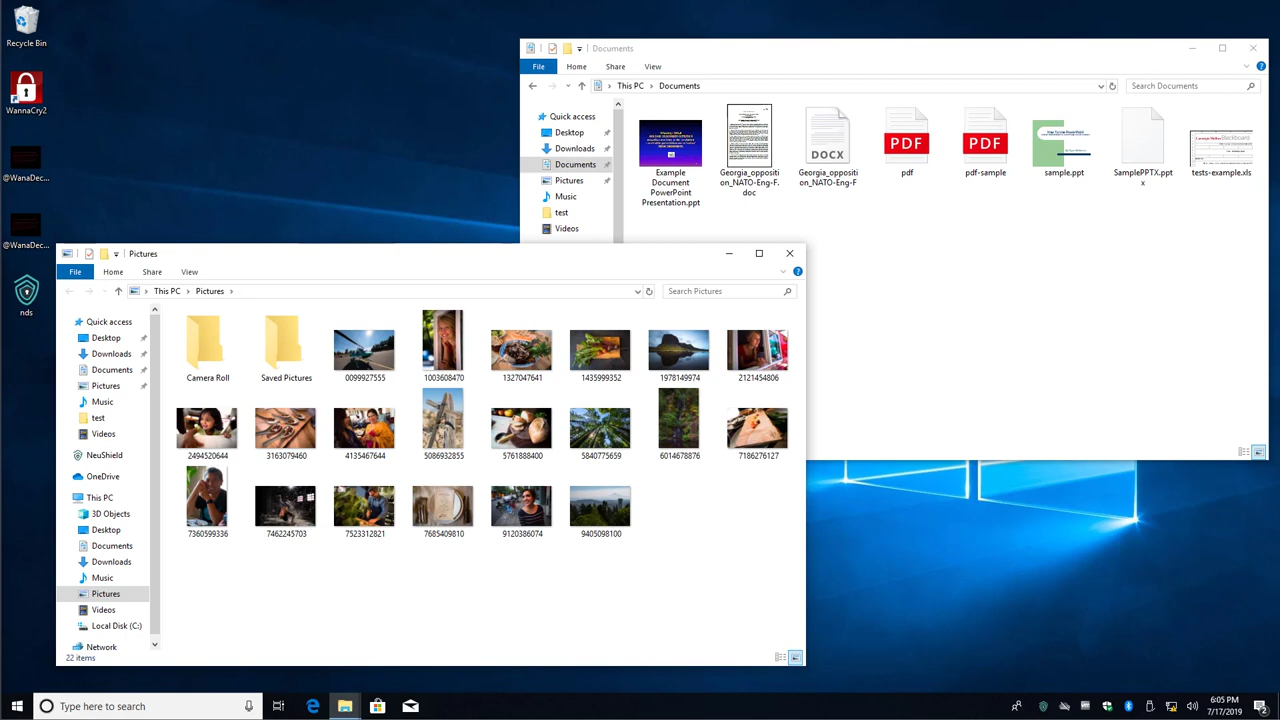 Recycle Bin
WannaCry2
@WanaDec...
@WanaDec...
nds
Documents
File
Home
Share
View
This PC
Documents
Search Documents
Quick access
Desktop
Downloads
Documents
Pictures
Music
test
Videos
Example
Document
PowerPoint
Presentation.ppt
Georgia_oppositi
on_NATO-Eng-F.
doc
DOCX
Georgia_oppositi
on_NATO-Eng-F
PDF
pdf
PDF
pdf-sample
sample.ppt
SamplePPTX.ppt
x
tests-example.xls
Pictures
File
Home
Share
View
This PC
Pictures
Search Pictures
Quick access
Desktop
Downloads
Documents
Pictures
Music
test
Videos
NeuShield
OneDrive
This PC
3D Objects
Desktop
Documents
Downloads
Music
Pictures
Videos
Local Disk (C:)
Network
Camera Roll
Saved Pictures
0099927555
1003608470
1327047641
1435999352
1978149974
2121454806
2494520644
3163079460
4135467644
5086932855
5761888400
5840775659
6014678876
7186276127
7360599336
7462245703
7523312821
7685409810
9120386074
9405098100
22 items
Type here to search
6:05 PM
7/17/2019
2